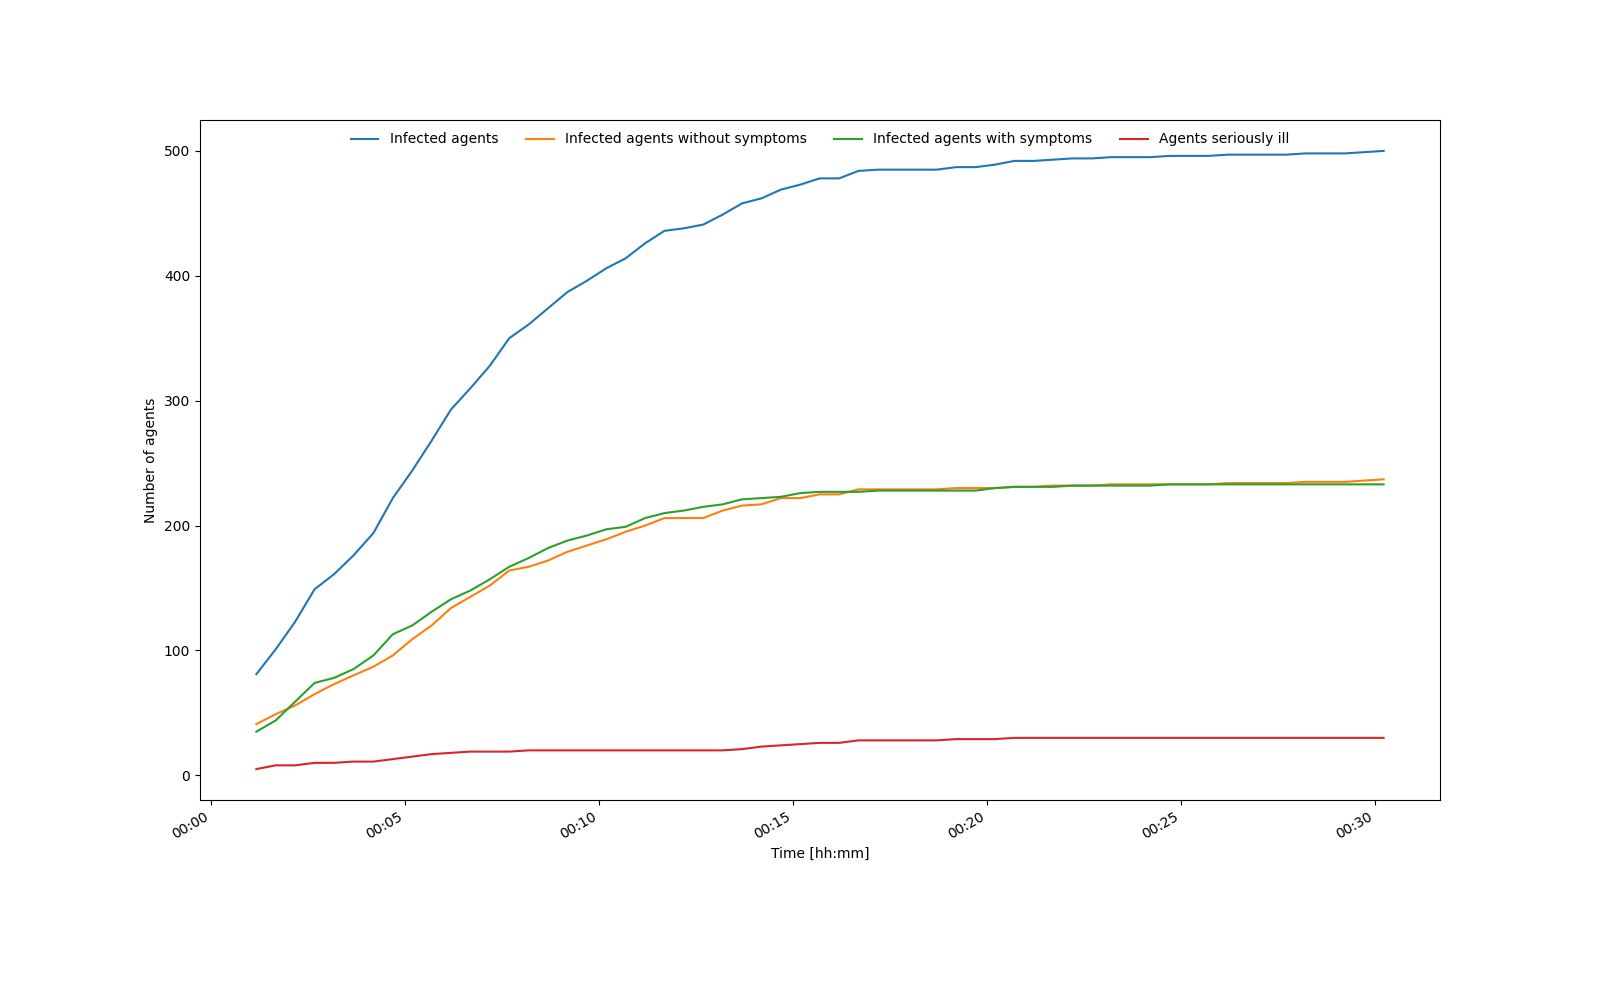 Infected agents Infected agents without symptoms Infected agents with symptoms Agents seriously ill
500
400
300
200
100
0
Number of agents
00:00 00:05 00:10 00:15 00:20 00:25 00:30
Time [hh:mm]